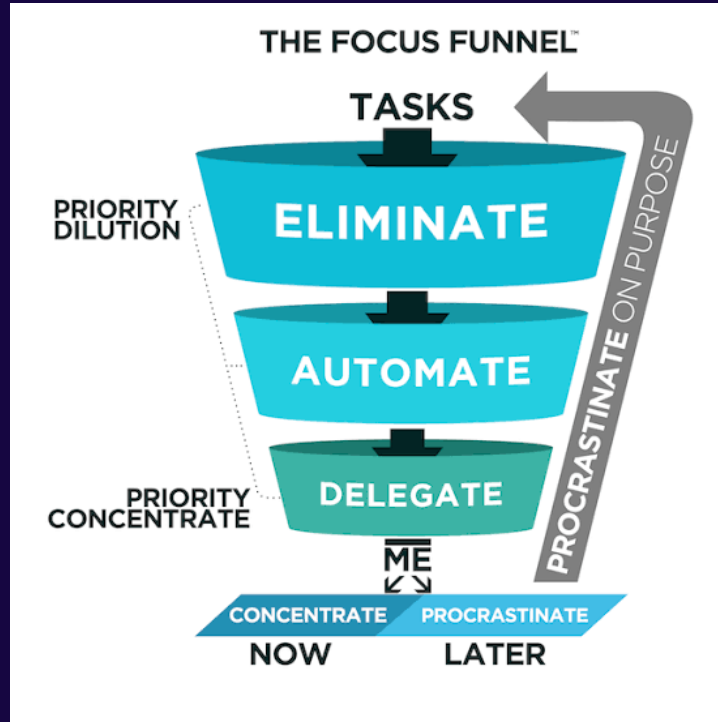 THE FOCUS FUNNEL™
TASKS
PRIORITY
DILUTION
ELIMINATE
AUTOMATE
PRIORITY
CONCENTRATE
DELEGATE
ME
CONCENTRATE
PROCRASTINATE
NOW
LATER
PROCRASTINATE ON PURPOSE